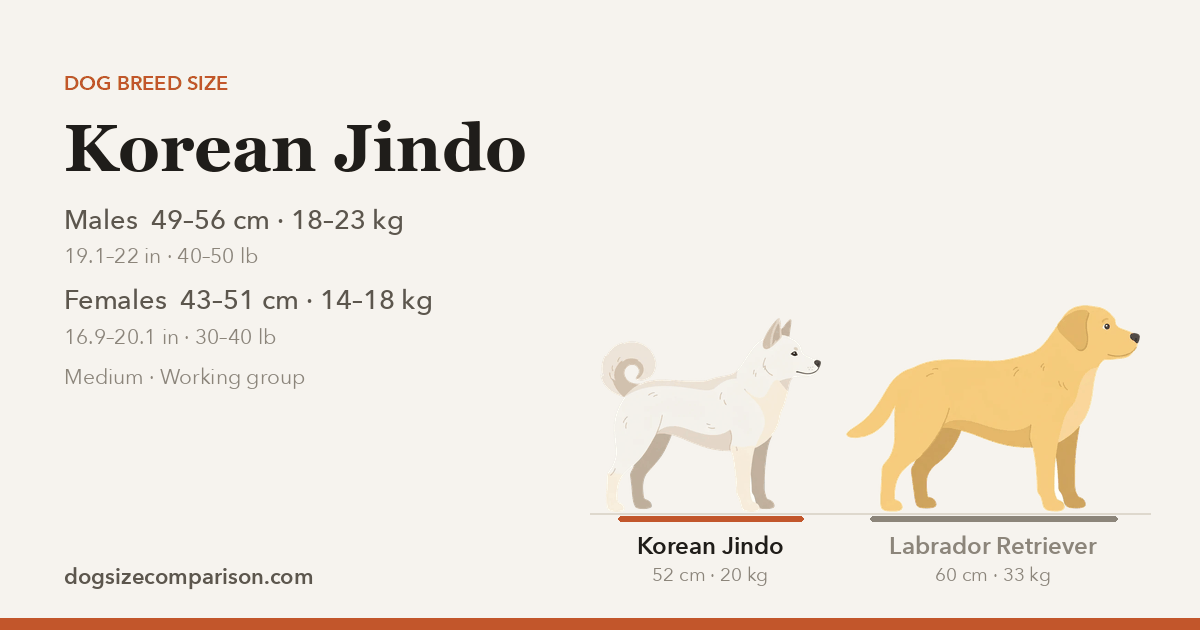 DOG BREED SIZE
Korean Jindo
Males 49–56 cm · 18–23 kg
19.1–22 in · 40–50 lb
Females 43–51 cm · 14–18 kg
16.9–20.1 in · 30–40 lb
Medium · Working group
Korean Jindo
52 cm · 20 kg
Labrador Retriever
60 cm · 33 kg
dogsizecomparison.com